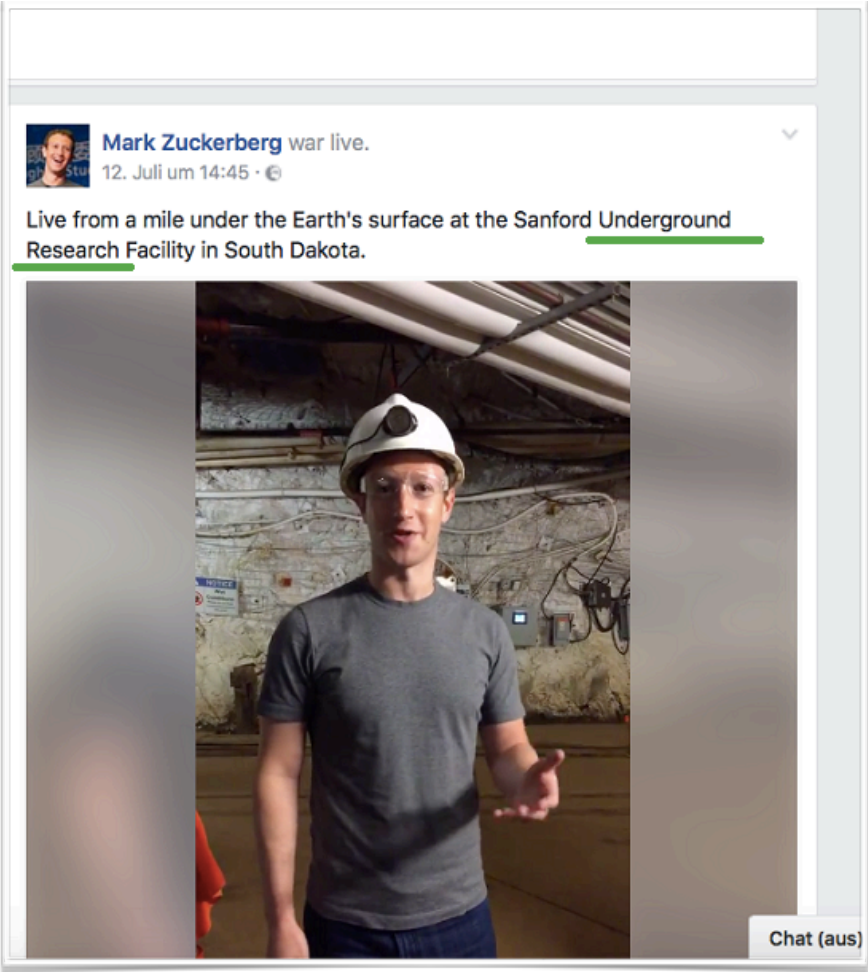 Mark Zuckerberg war live.
12. Juli um 14:45 ·
Live from a mile under the Earth's surface at the Sanford Underground
Research Facility in South Dakota.
NOTICE
Chat (aus)